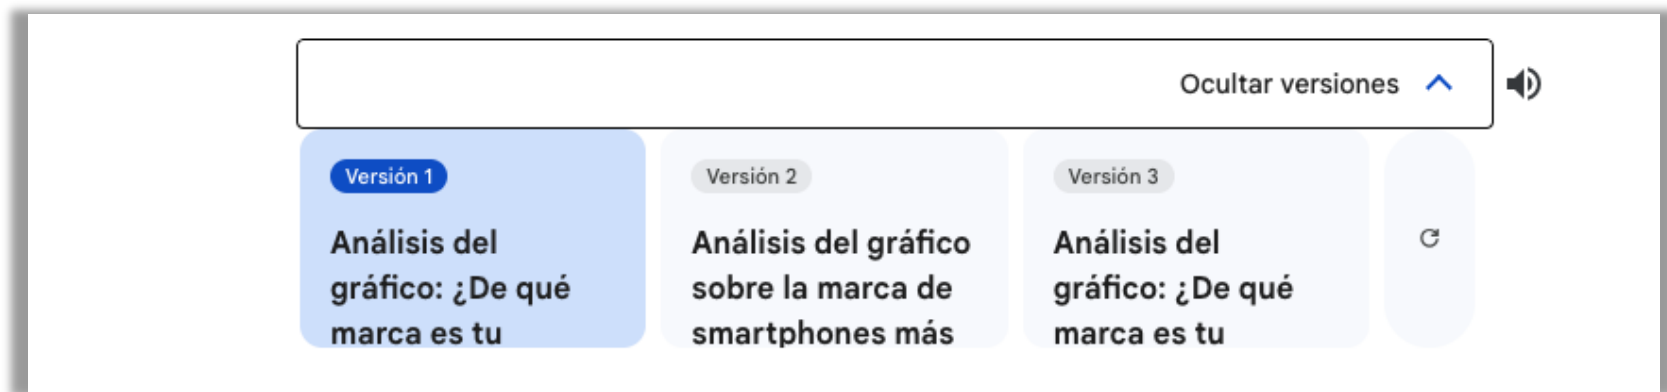 Ocultar versiones
Versión 1
Análisis del
gráfico: ¿De qué
marca es tu
Versión 2
Análisis del gráfico
sobre la marca de
smartphones más
Versión 3
Análisis del
gráfico: ¿De qué
marca es tu